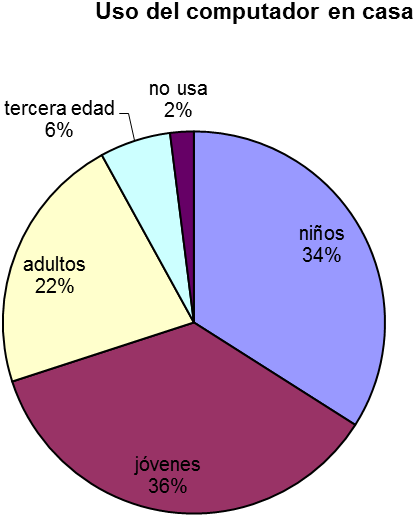 Uso del computador en casa
no usa
2%
tercera edad
6%
niños
34%
adultos
22%
jóvenes
36%